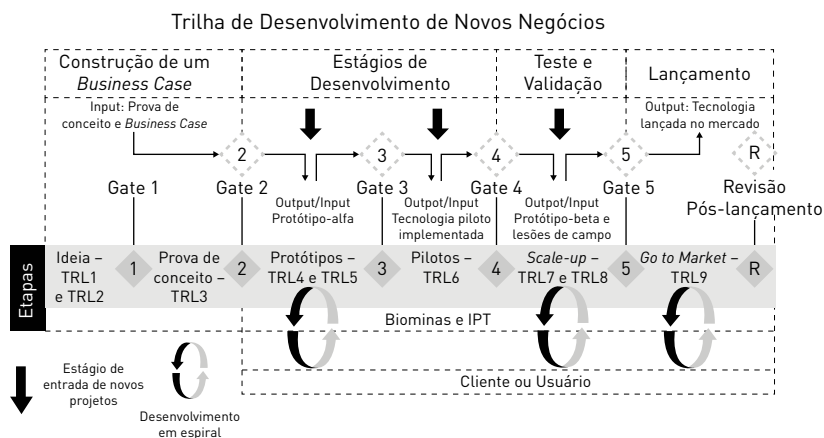 Trilha de Desenvolvimento de Novos Negócios
Construção de um
Business Case
Estágios de
Desenvolvimento
Teste e
Validação
Lançamento
Input: Prova de
conceito e Business Case
Output: Tecnologia
lançada no mercado
2
3
4
5
R
Gate 1
Gate 2
Output/Input
Protótipo-alfa
Gate 3
Output/Input
Tecnologia piloto
implementada
Gate 4
Output/Input
Protótipo-beta e
lesões de campo
Gate 5
Revisão
Pós-lançamento
Etapas
Ideia –
TRL1
e TRL2
1
Prova de
conceito –
TRL3
2
Protótipos –
TRL4 e TRL5
3
Pilotos –
TRL6
4
Scale-up –
TRL7 e TRL8
5
Go to Market –
TRL9
R
Biominas e IPT
Cliente ou Usuário
Estágio de
entrada de novos
projetos
Desenvolvimento
em espiral